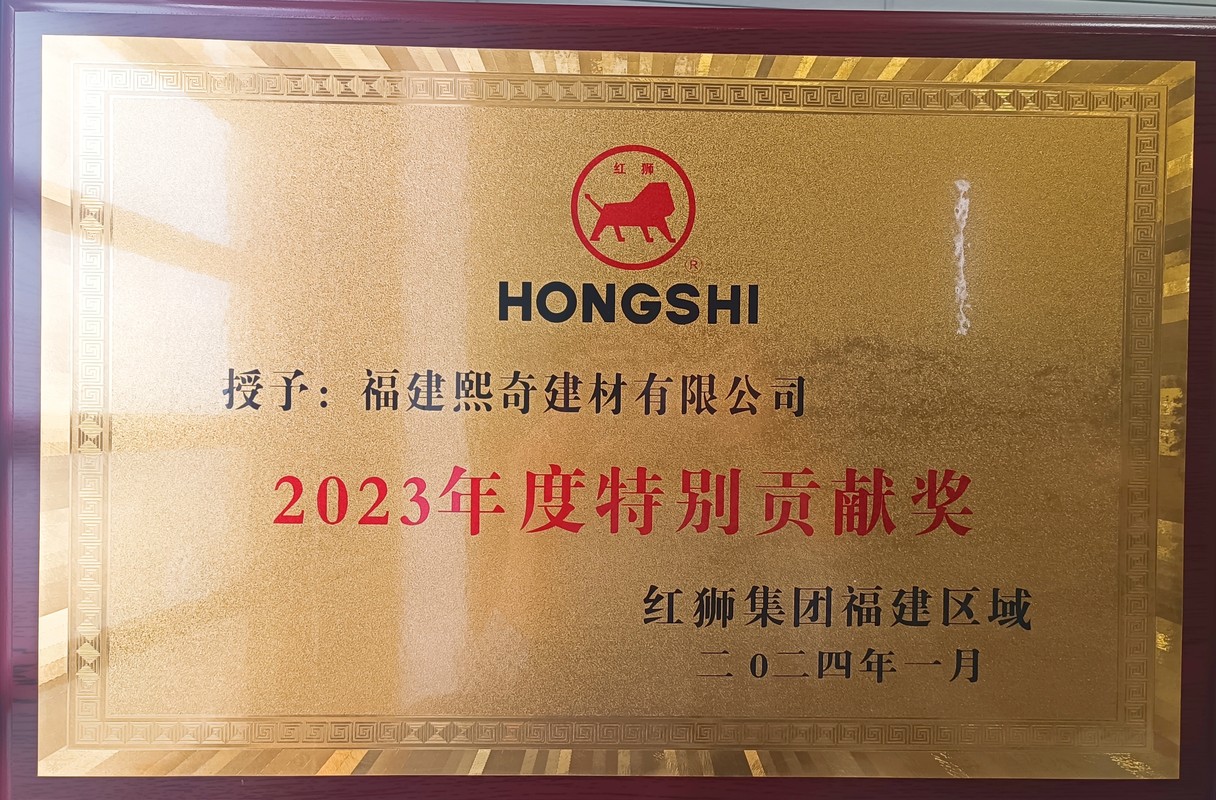 红 狮
®
HONGSHI
授予：福建熙奇建材有限公司
2023年度特别贡献奖
红狮集团福建区域
二0二四年一月